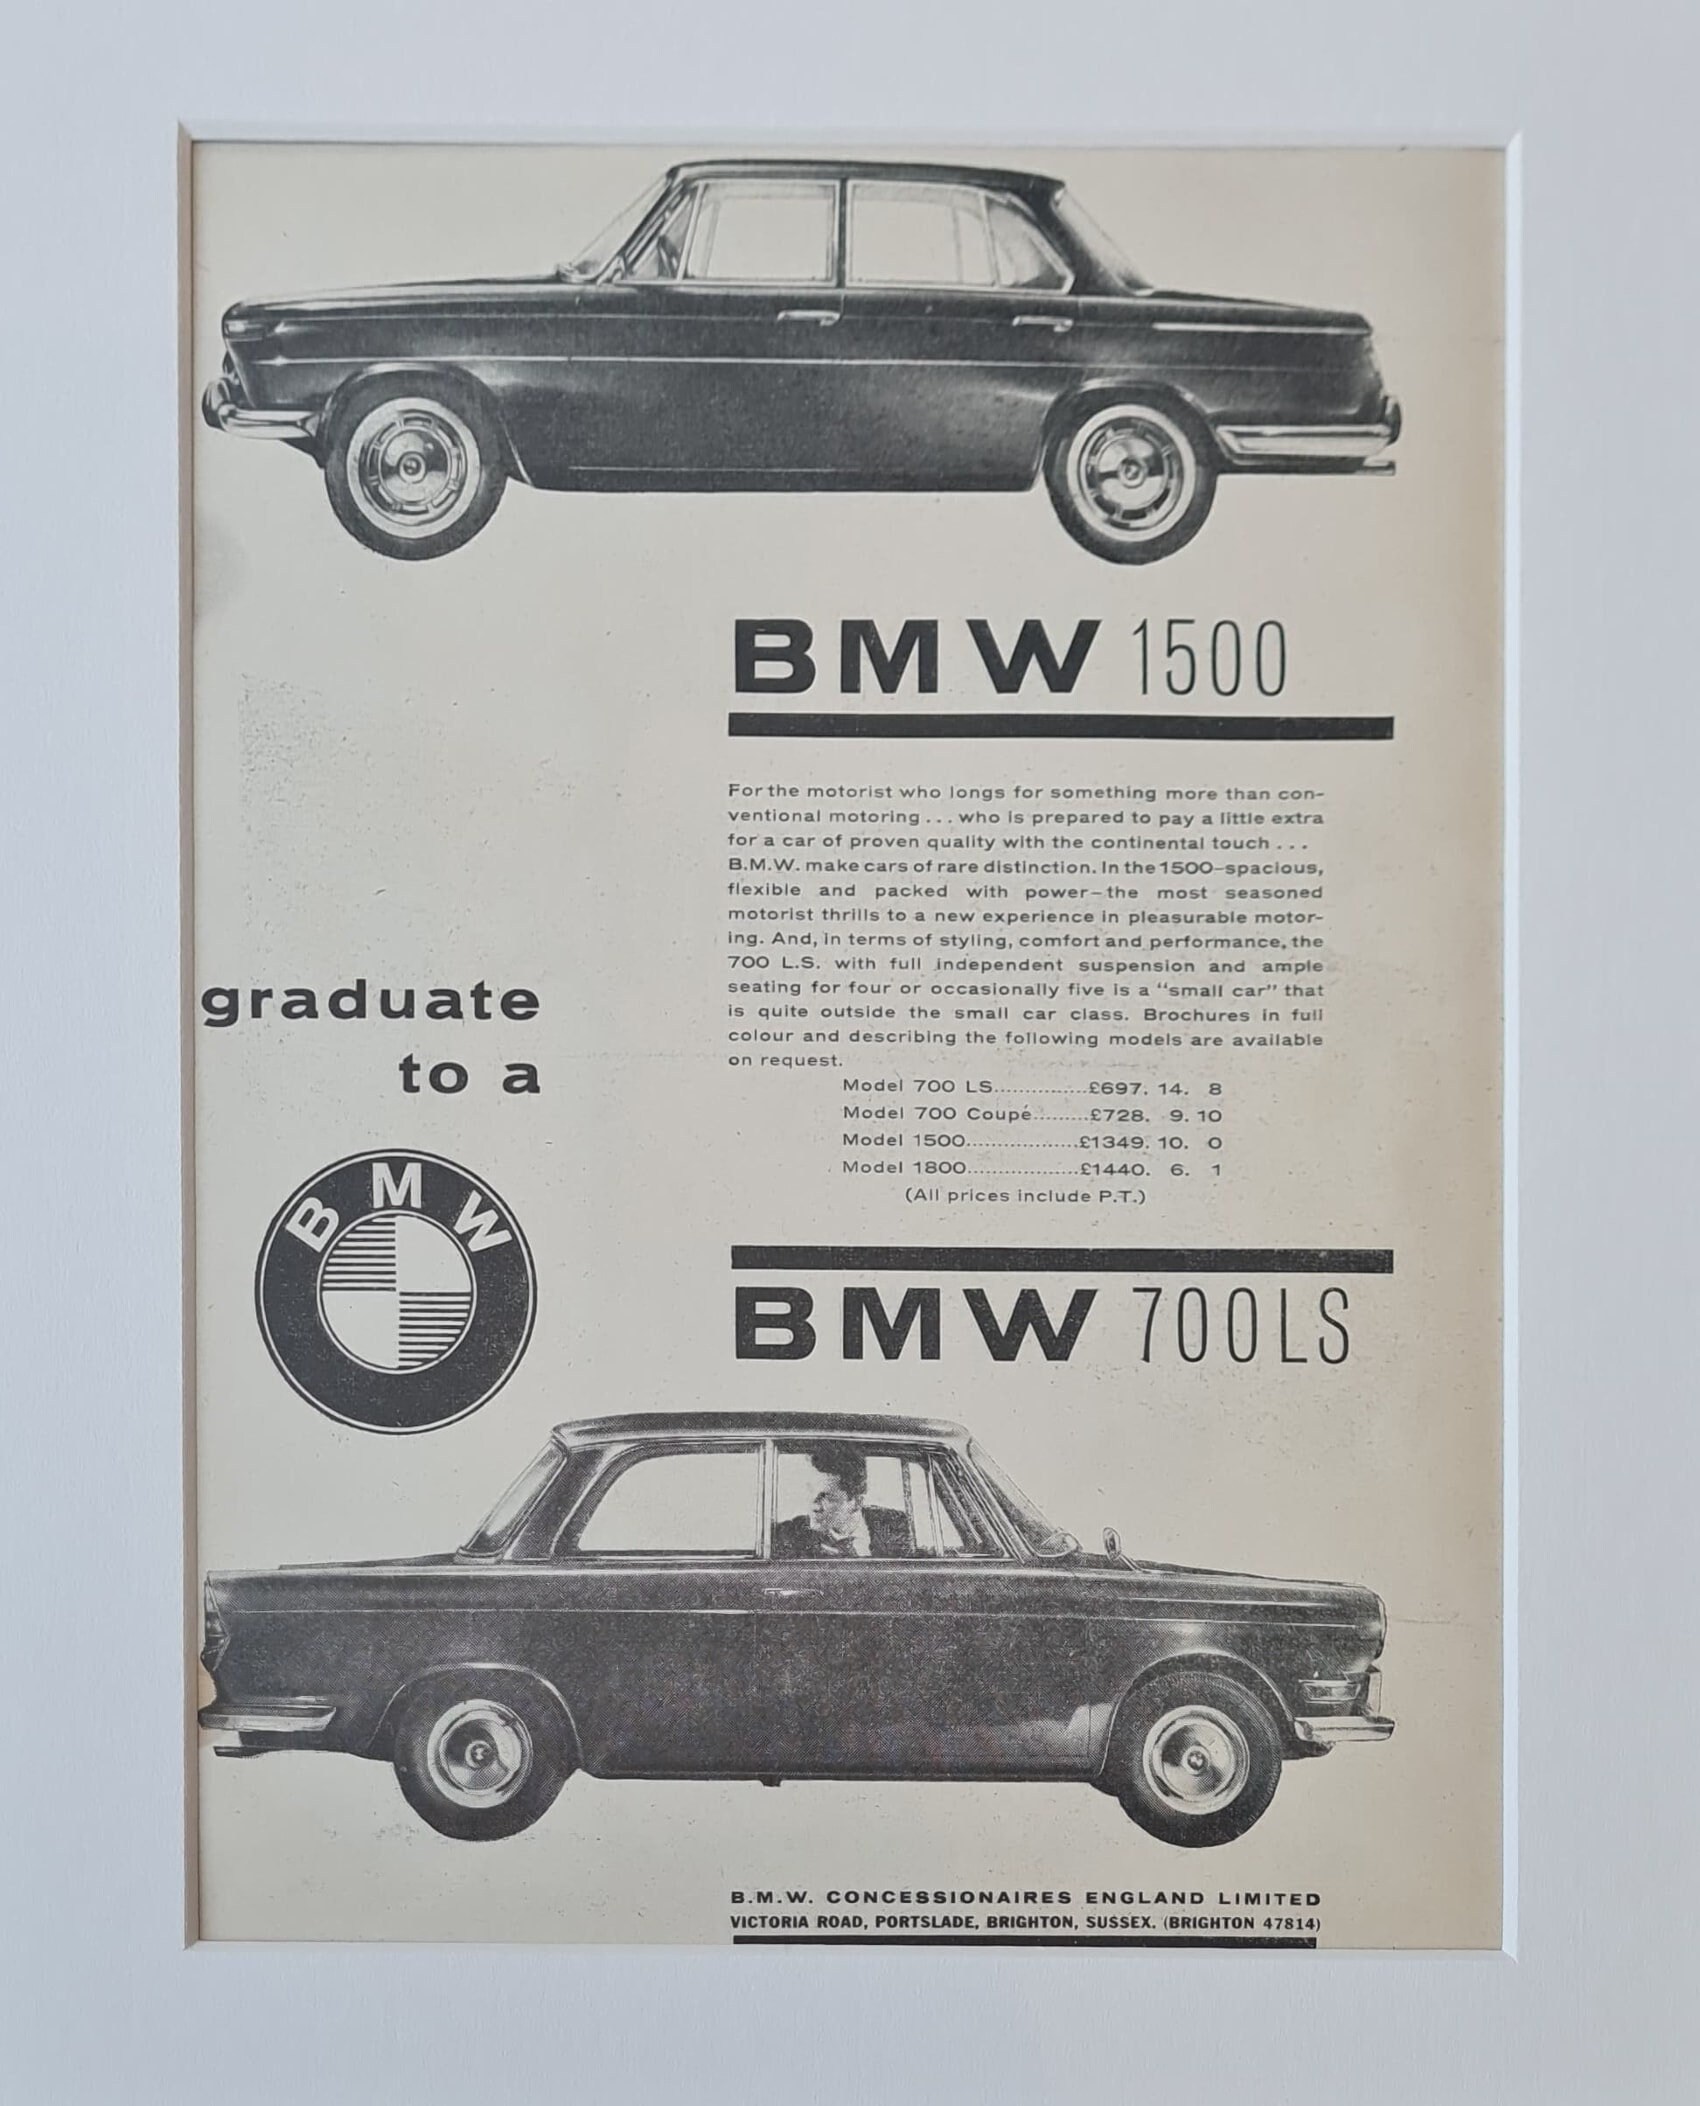 BMW 1500
For the motorist who longs for something more than con-
ventional motoring... who is prepared to pay a little extra
for a car of proven quality with the continental touch...
B.M.W. make cars of rare distinction. In the 1500–spacious,
flexible and packed with power–the most seasoned
motorist thrills to a new experience in pleasurable motor-
ing. And, in terms of styling, comfort and performance, the
700 L.S. with full independent suspension and ample
seating for four or occasionally five is a "small car" that
is quite outside the small car class. Brochures in full
colour and describing the following models are available
on request.
Model 700 LS...............£697. 14. 8
Model 700 Coupé.........£728. 9. 10
Model 1500...................£1349. 10. 0
Model 1800...................£1440. 6. 1
(All prices include P.T.)
graduate
to a
BMW
BMW 700LS
B.M.W. CONCESSIONAIRES ENGLAND LIMITED
VICTORIA ROAD, PORTSLADE, BRIGHTON, SUSSEX. (BRIGHTON 47814)